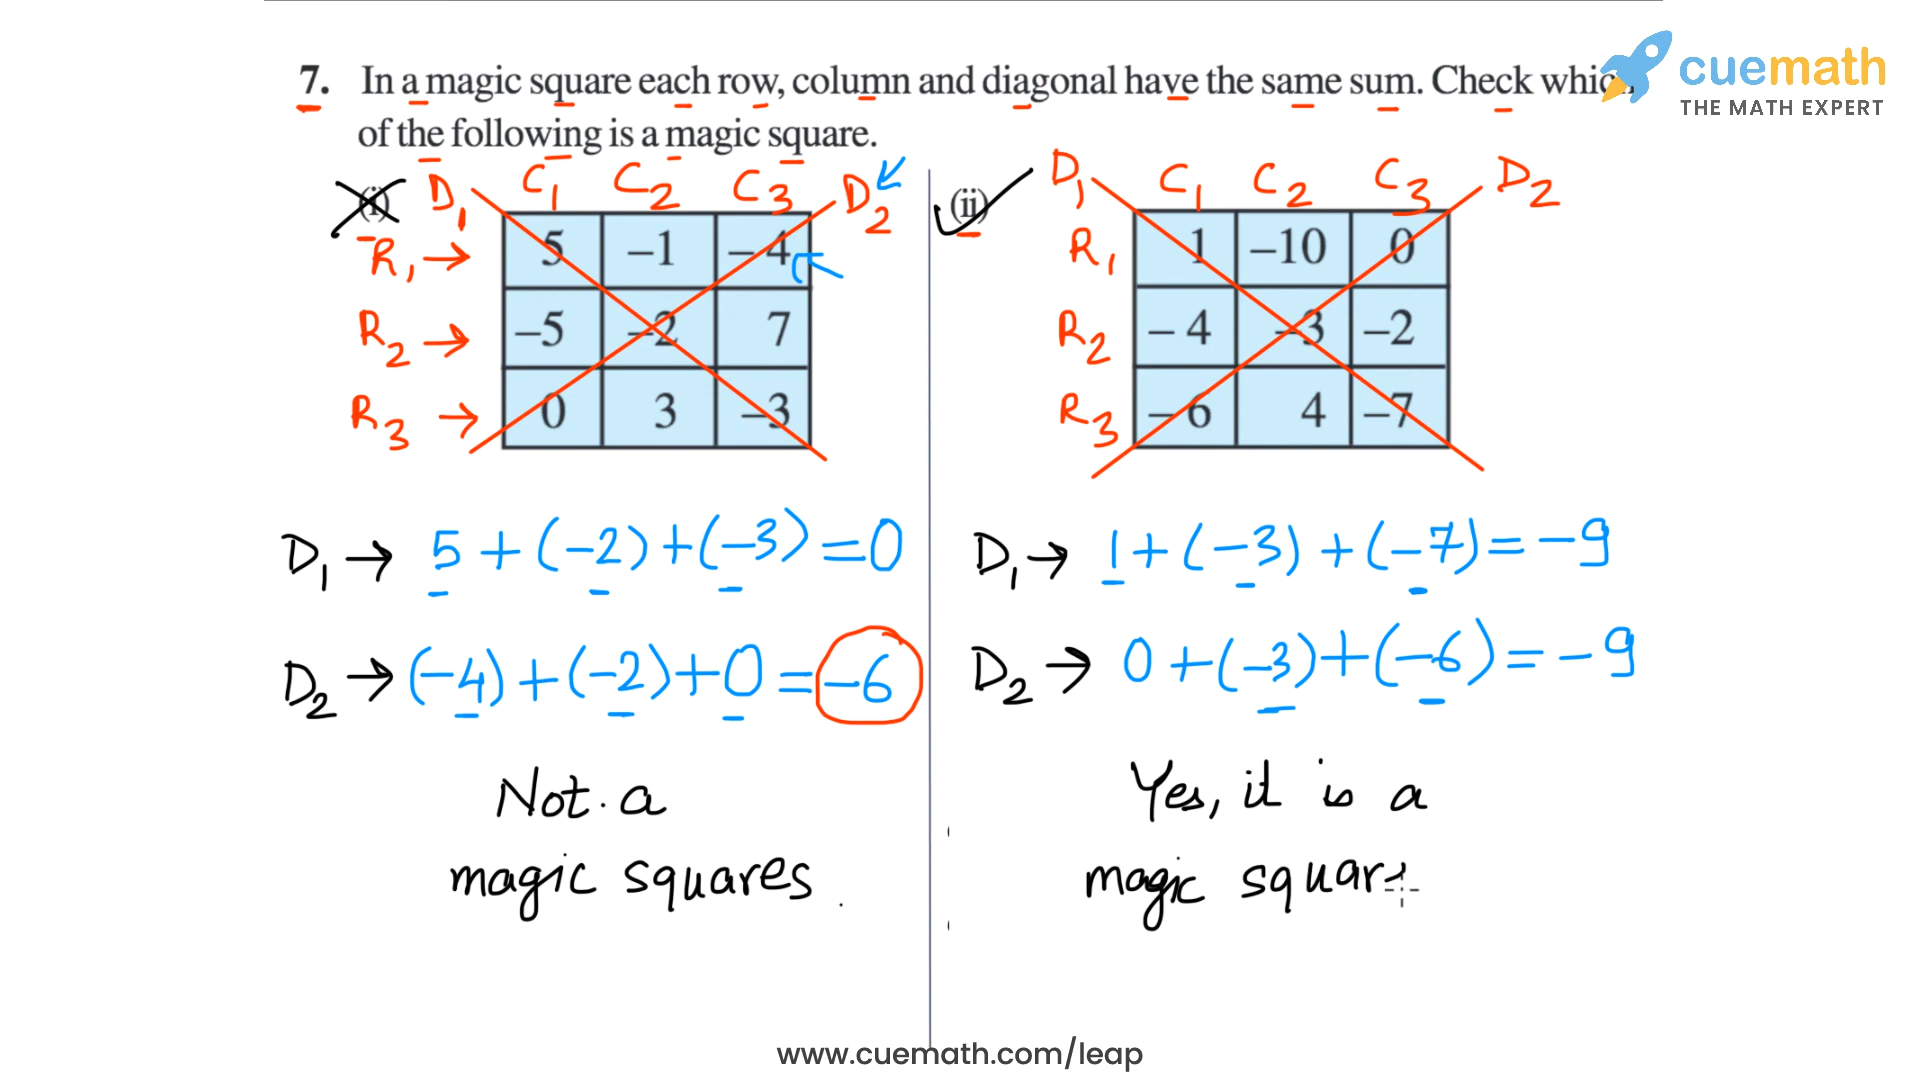 7. In a magic square each row, column and diagonal have the same sum. Check
of the following is a magic square.
cuemath
THE MATH EXPERT
(i) D1 C1 C2 C3 D2
R1 → 5 −1 −4
R2 → −5 −2 7
R3 → 0 3 −3
D1 → 5 + (−2) + (−3) = 0
D2 → (−4) + (−2) + 0 = −6
Not a
magic squares
(ii) D1 C1 C2 C3 D2
R1 1 −10 0
R2 −4 −3 −2
R3 −6 4 −7
D1 → 1 + (−3) + (−7) = −9
D2 → 0 + (−3) + (−6) = −9
Yes, it is a
magic squar
www.cuemath.com/leap